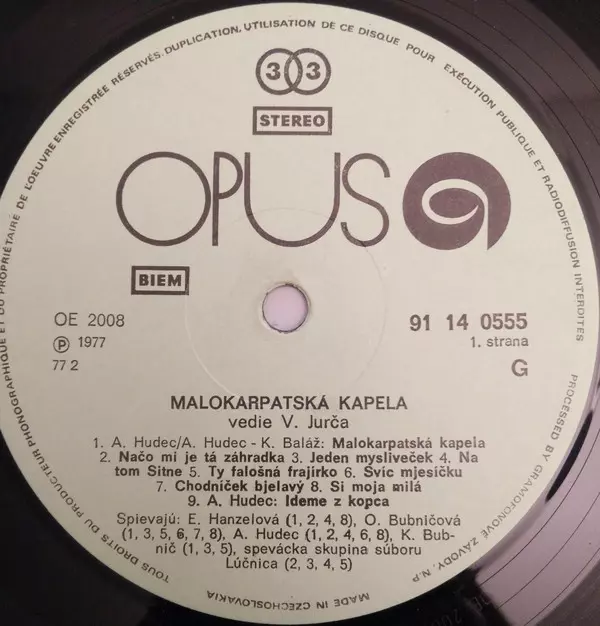 TOUS DROITS DU PRODUCTEUR PHONOGRAPHIQUE ET DU PROPRIÉTAIRE DE L'OEUVRE ENREGISTRÉE RÉSERVÉS. DUPLICATION, UTILISATION DE CE DISQUE POUR EXÉCUTION PUBLIQUE ET RADIODIFFUSION INTERDITES
PROCESSED BY GRAMOFONOVÉ ZÁVODY, N.P.
33
STEREO
OPUS
BIEM
OE 2008
Ⓟ 1977
77 2
91 14 0555
1. strana
G
MALOKARPATSKÁ KAPELA
vedie V. Jurča
1. A. Hudec/A. Hudec - K. Baláž: Malokarpatská kapela
2. Načo mi je tá záhradka 3. Jeden mysliveček 4. Na
tom Sitne 5. Ty falošná frajírko 6. Svíc mjesíčku
7. Chodníček bjelavý 8. Si moja milá
9. A. Hudec: Ideme z kopca
Spievajú: E. Hanzelová (1, 2, 4, 8), O. Bubničová
(1, 3, 5, 6, 7, 8), A. Hudec (1, 2, 4, 6, 8), K. Bub-
nič (1, 3, 5), spevácka skupina súboru
Lúčnica (2, 3, 4, 5)
MADE IN CZECHOSLOVAKIA